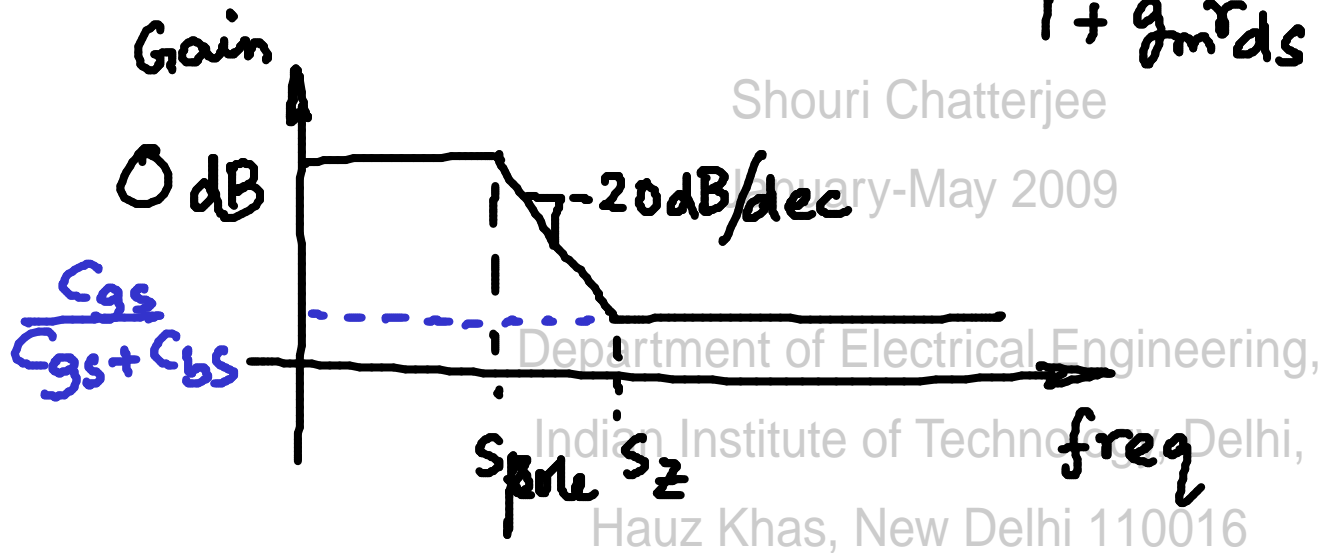 1 + gmrds
Gain
Shouri Chatterjee
0 dB
-20dB/dec
January-May 2009
Cgs
Cgs + Cbs
Department of Electrical Engineering,
Spole Sz
Indian Institute of Technology, Delhi,
freq
Hauz Khas, New Delhi 110016